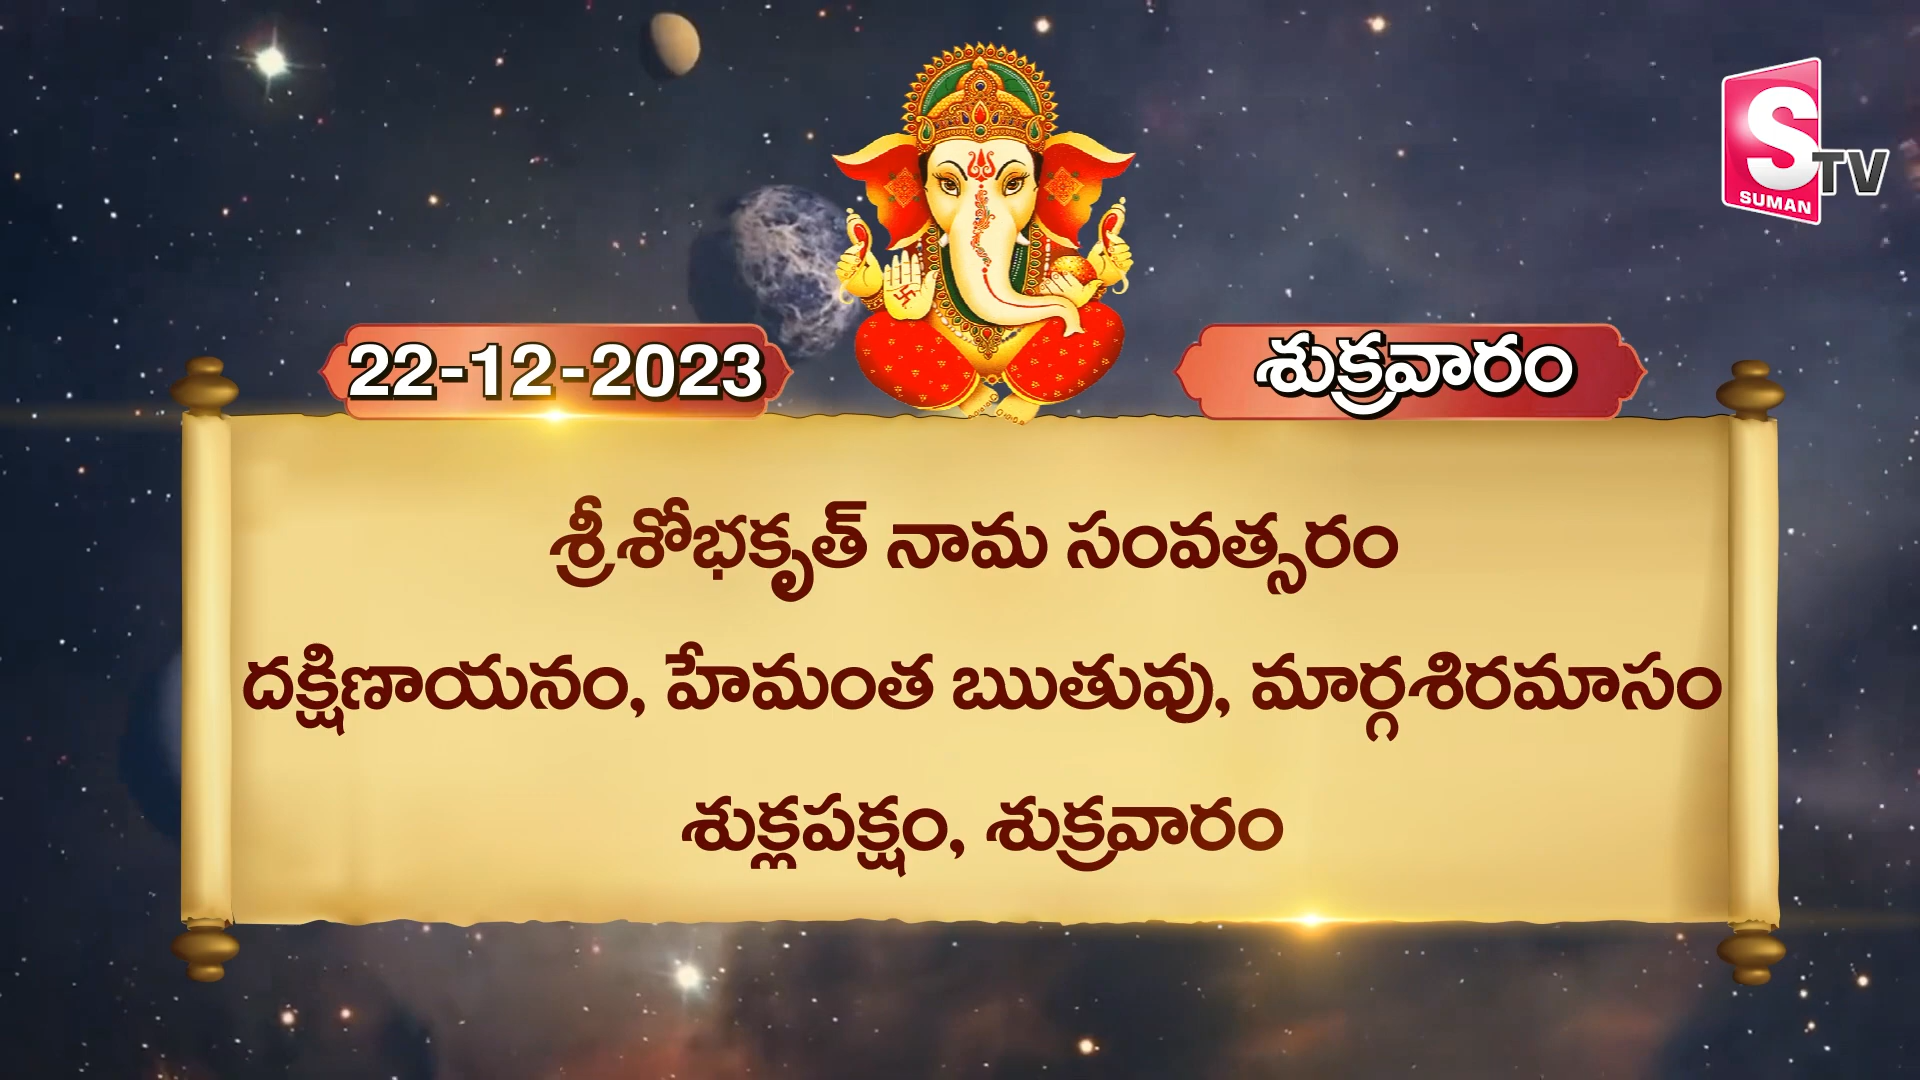 S
TV
SUMAN
22-12-2023
శుక్రవారం
శ్రీశోభకృత్ నామ సంవత్సరం
దక్షిణాయనం, హేమంత ఋతువు, మార్గశిరమాసం
శుక్లపక్షం, శుక్రవారం